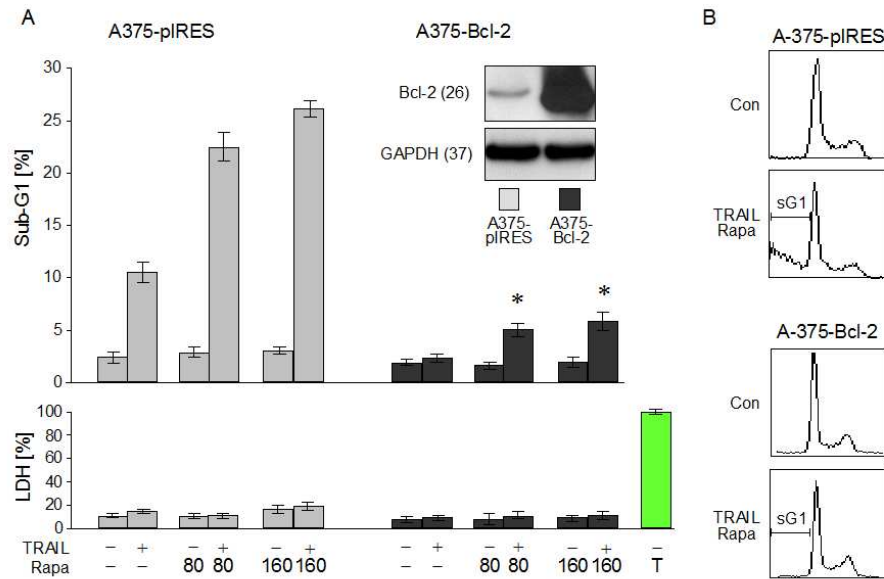 A
B
A375-pIRES
A375-Bcl-2
A-375-pIRES
30
25
20
15
10
5
0
Sub-G1 [%]
Bcl-2 (26)
GAPDH (37)
A375-
pIRES
A375-
Bcl-2
*
*
Con
TRAIL
Rapa
sG1
A-375-Bcl-2
Con
TRAIL
Rapa
sG1
100
80
60
40
20
0
LDH [%]
TRAIL – + – + – + – + – + – +
Rapa – – 80 80 160 160 – – 80 80 160 160 T